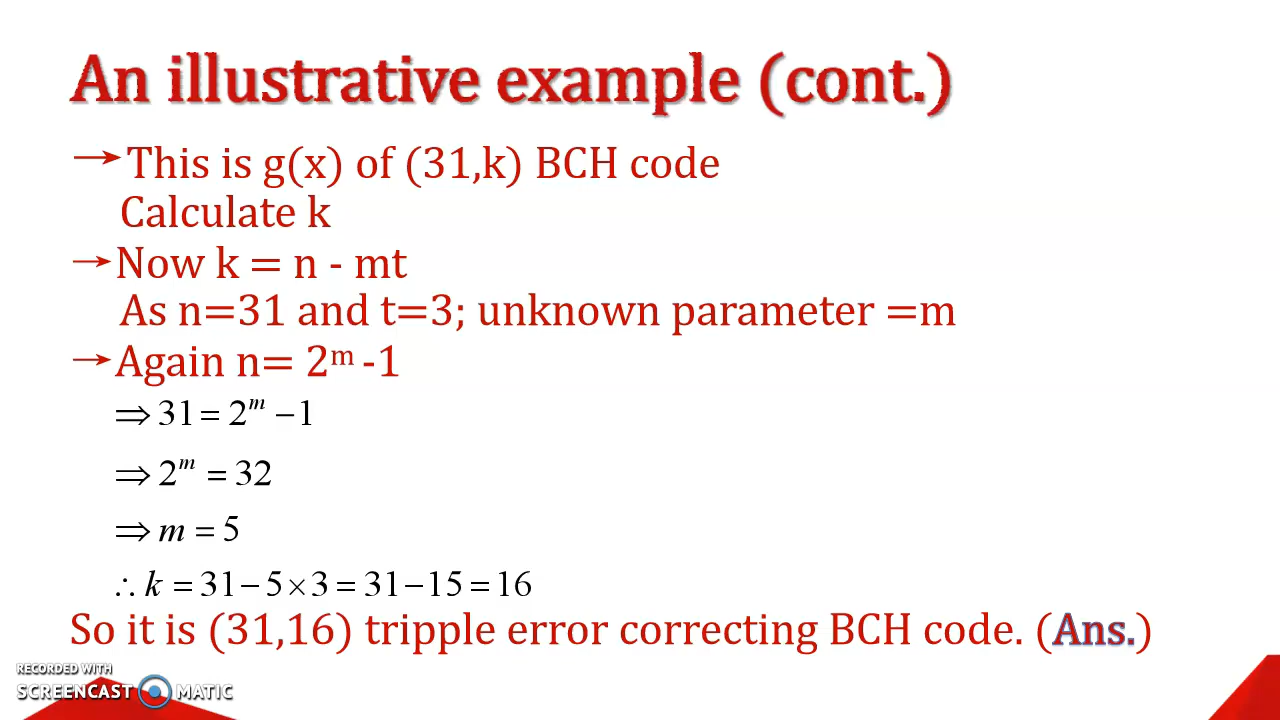 An illustrative example (cont.)
→This is g(x) of (31,k) BCH code
Calculate k
→Now k = n - mt
As n=31 and t=3; unknown parameter =m
→Again n= 2ᵐ -1
⇒31=2ᵐ −1
⇒2ᵐ =32
⇒m =5
∴ k =31−5×3=31−15=16
So it is (31,16) tripple error correcting BCH code. (Ans.)
RECORDED WITH
SCREENCAST MATIC